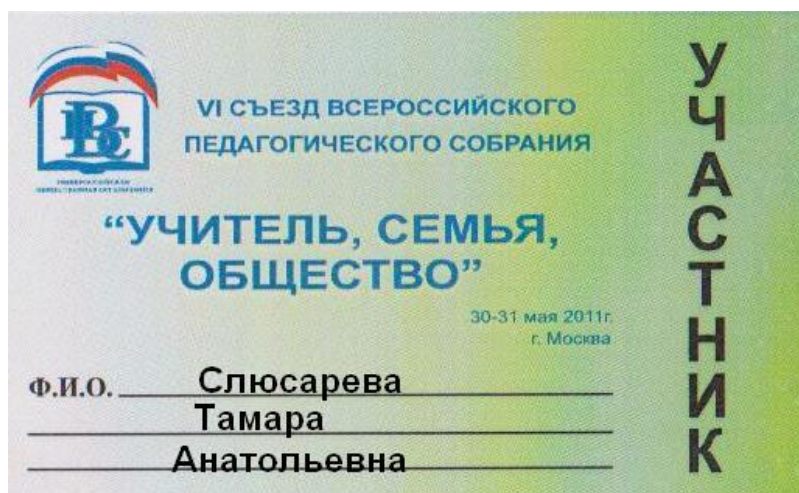 VI СЪЕЗД ВСЕРОССИЙСКОГО
ПЕДАГОГИЧЕСКОГО СОБРАНИЯ
“УЧИТЕЛЬ, СЕМЬЯ,
ОБЩЕСТВО”
30-31 мая 2011г.
г. Москва
Ф.И.О. Слюсарева
Тамара
Анатольевна
УЧАСТНИК